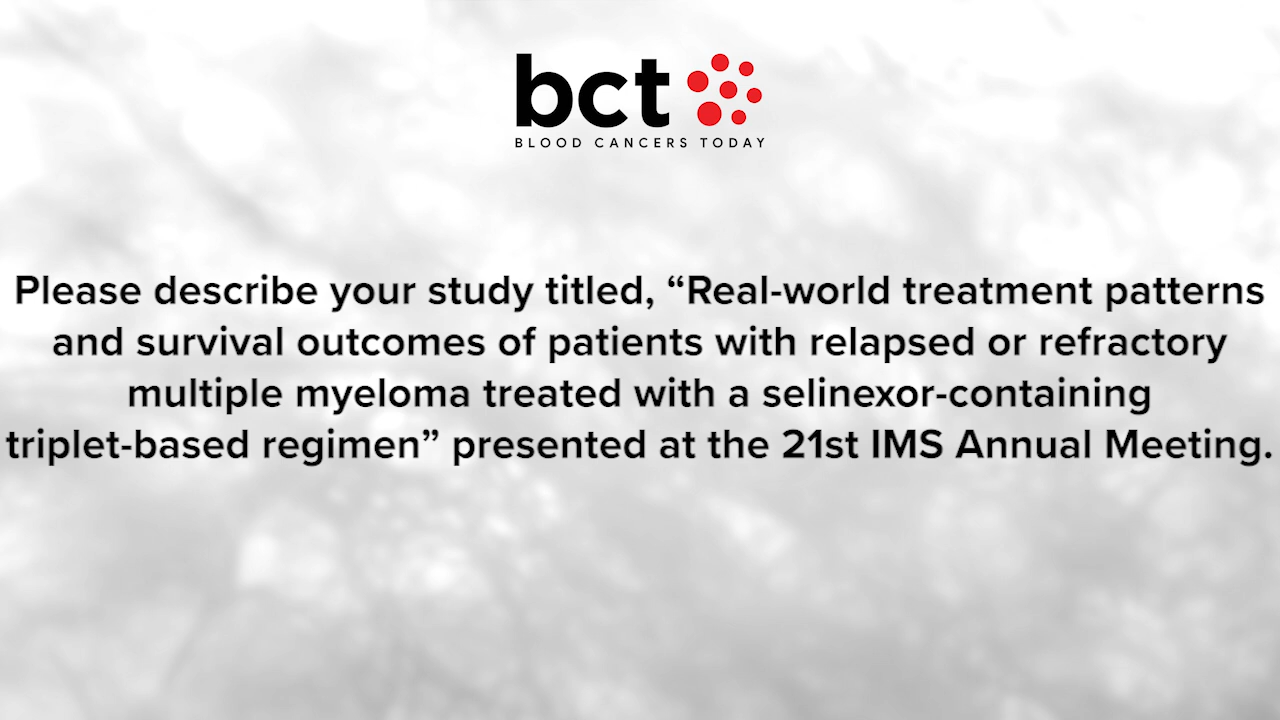 bct
BLOOD CANCERS TODAY
Please describe your study titled, “Real-world treatment patterns
and survival outcomes of patients with relapsed or refractory
multiple myeloma treated with a selinexor-containing
triplet-based regimen” presented at the 21st IMS Annual Meeting.